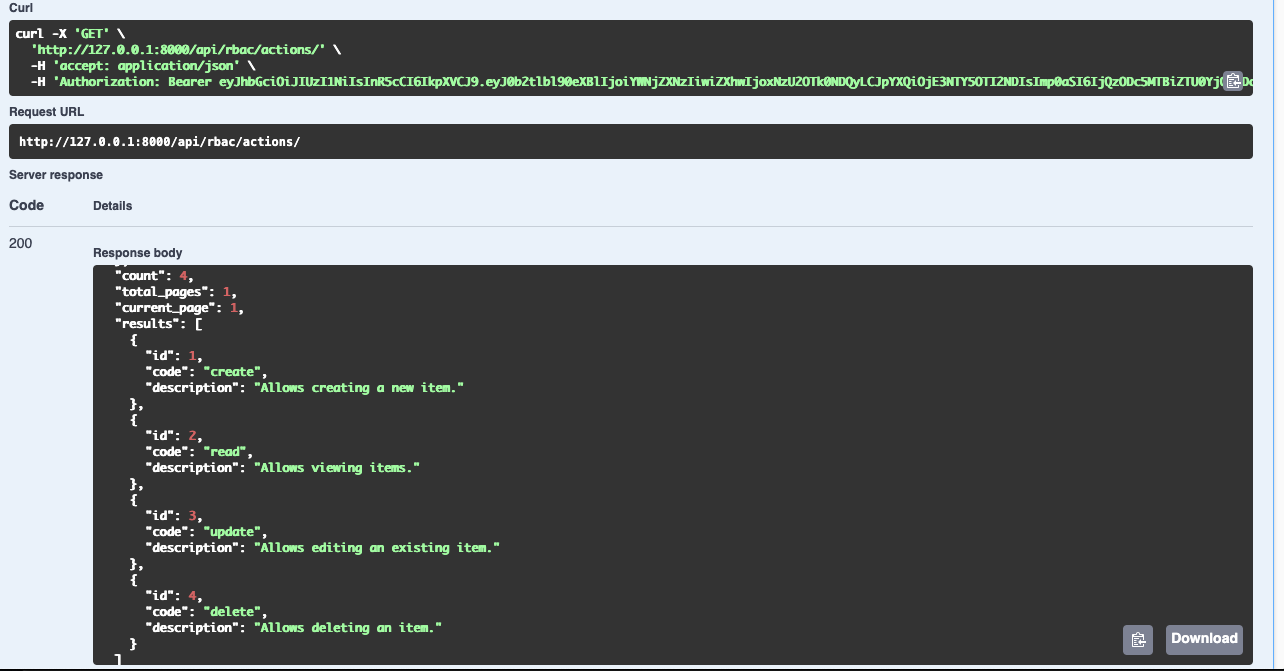 Curl
curl -X 'GET' \
'http://127.0.0.1:8000/api/rbac/actions/' \
-H 'accept: application/json' \
-H 'Authorization: Bearer
Request URL
http://127.0.0.1:8000/api/rbac/actions/
Server response
Code Details
200
Response body
"count": 4,
"total_pages": 1,
"current_page": 1,
"results": [
{
"id": 1,
"code": "create",
"description": "Allows creating a new item."
},
{
"id": 2,
"code": "read",
"description": "Allows viewing items."
},
{
"id": 3,
"code": "update",
"description": "Allows editing an existing item."
},
{
"id": 4,
"code": "delete",
"description": "Allows deleting an item."
}
]
Download